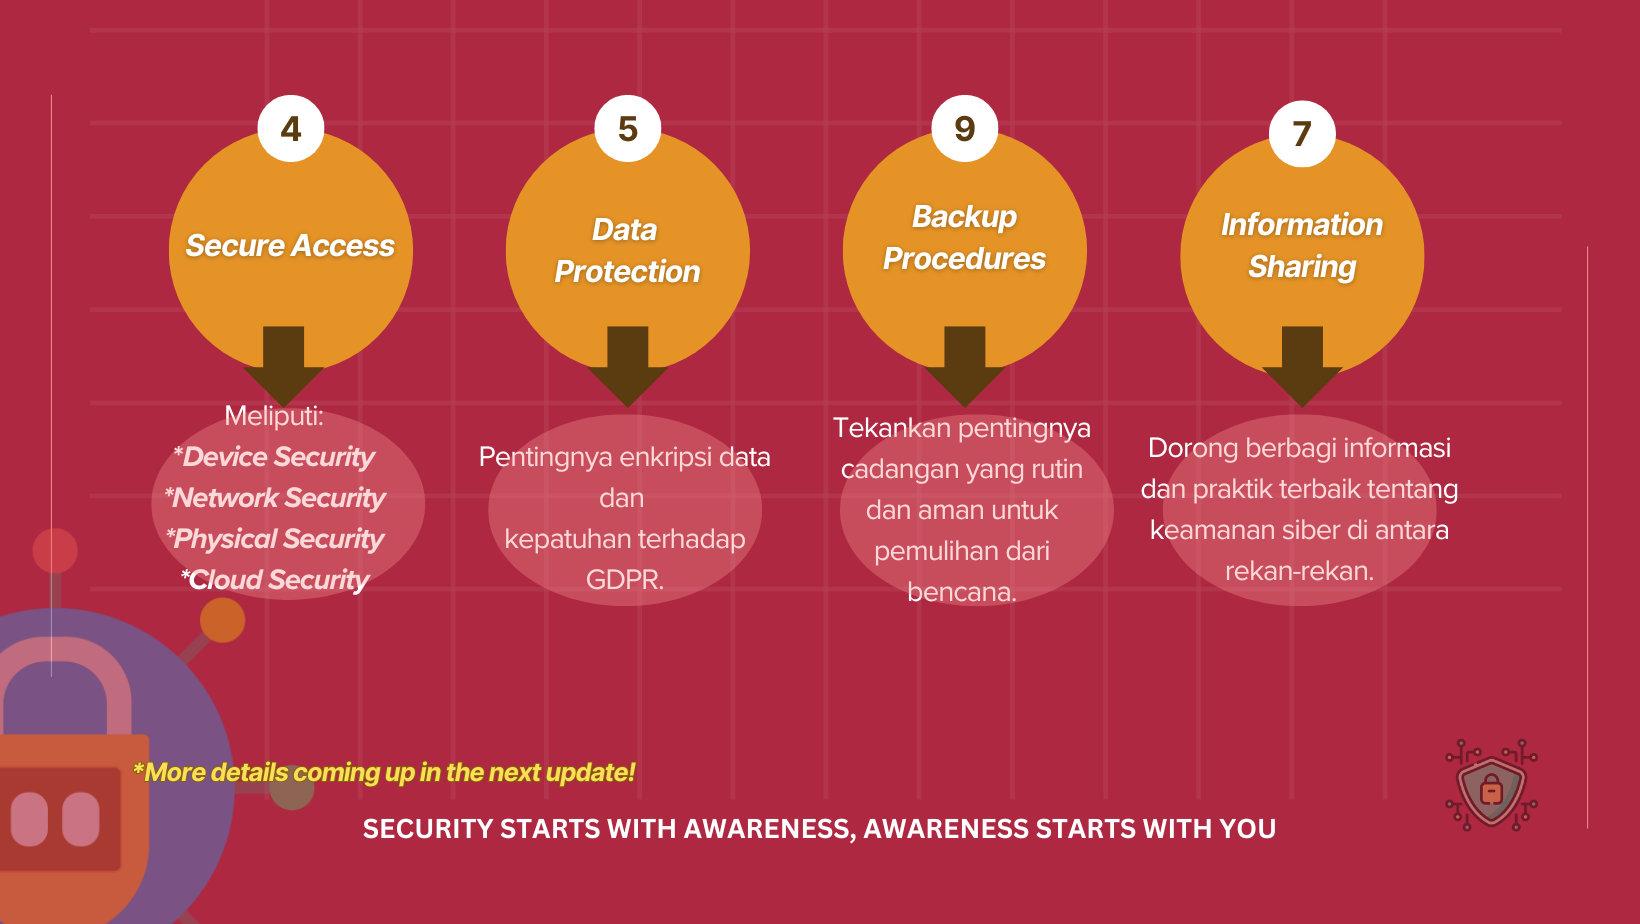 4
Secure Access
Meliputi:
*Device Security
*Network Security
*Physical Security
*Cloud Security
5
Data
Protection
Pentingnya enkripsi data
dan
kepatuhan terhadap
GDPR.
9
Backup
Procedures
Tekankan pentingnya
cadangan yang rutin
dan aman untuk
pemulihan dari
bencana.
7
Information
Sharing
Dorong berbagi informasi
dan praktik terbaik tentang
keamanan siber di antara
rekan-rekan.
*More details coming up in the next update!
SECURITY STARTS WITH AWARENESS, AWARENESS STARTS WITH YOU